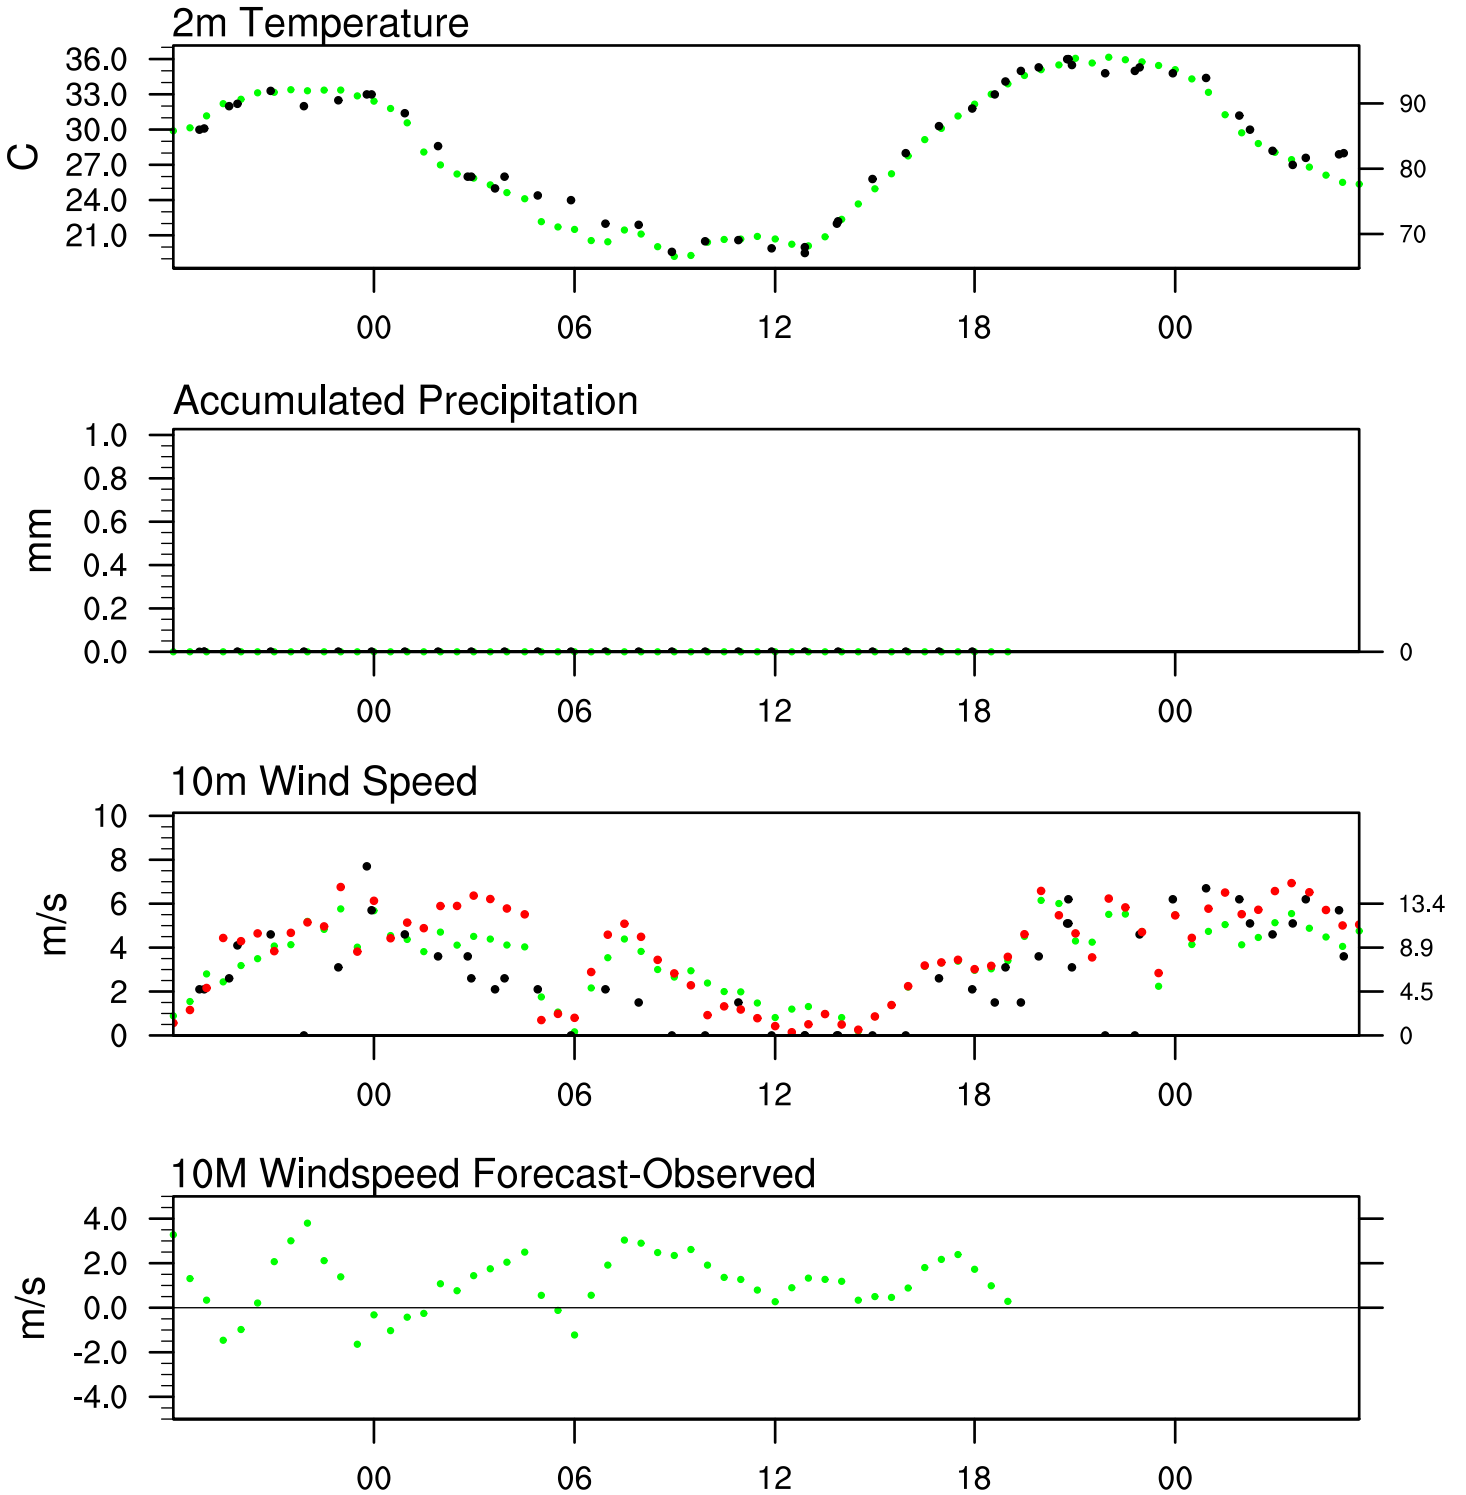 2m Temperature
36.0
33.0
30.0
27.0
24.0
21.0
C
90
80
70
00 06 12 18 00
Accumulated Precipitation
1.0
0.8
0.6
0.4
0.2
0.0
mm
0
00 06 12 18 00
10m Wind Speed
10
8
6
4
2
0
m/s
13.4
8.9
4.5
0
00 06 12 18 00
10M Windspeed Forecast-Observed
4.0
2.0
0.0
-2.0
-4.0
m/s
00 06 12 18 00